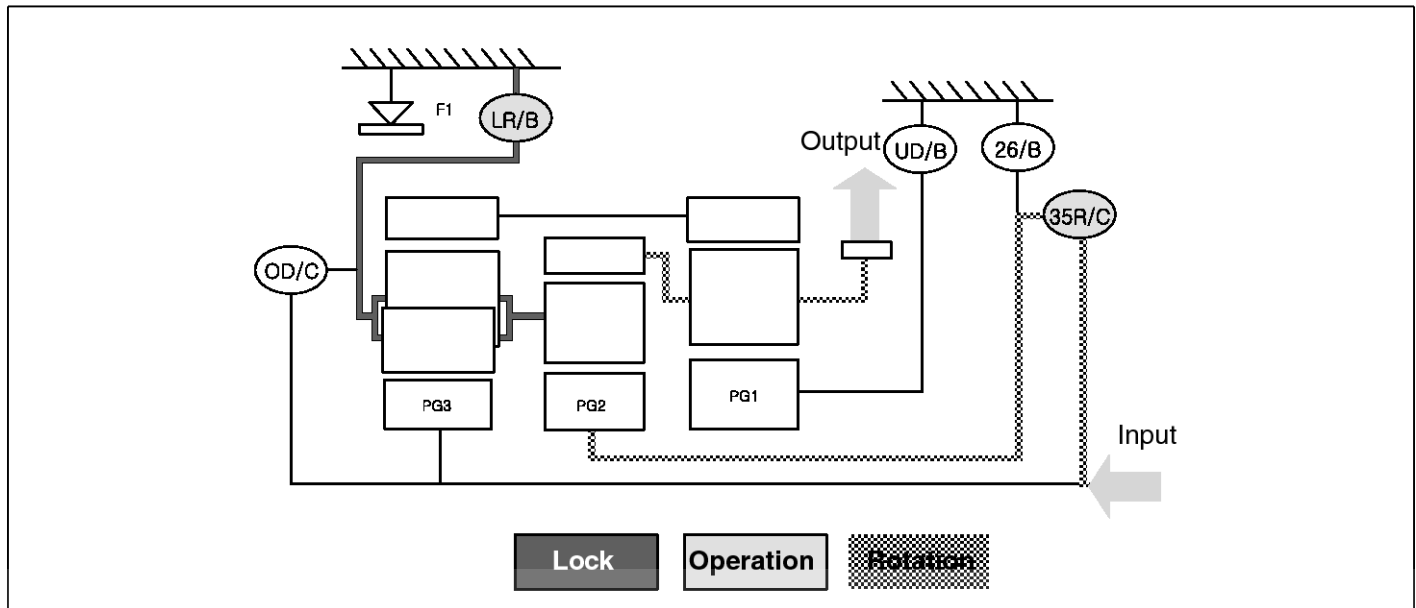 F1
LR/B
Output
UD/B
26/B
35R/C
OD/C
PG3
PG2
PG1
Input
Lock
Operation
Rotation